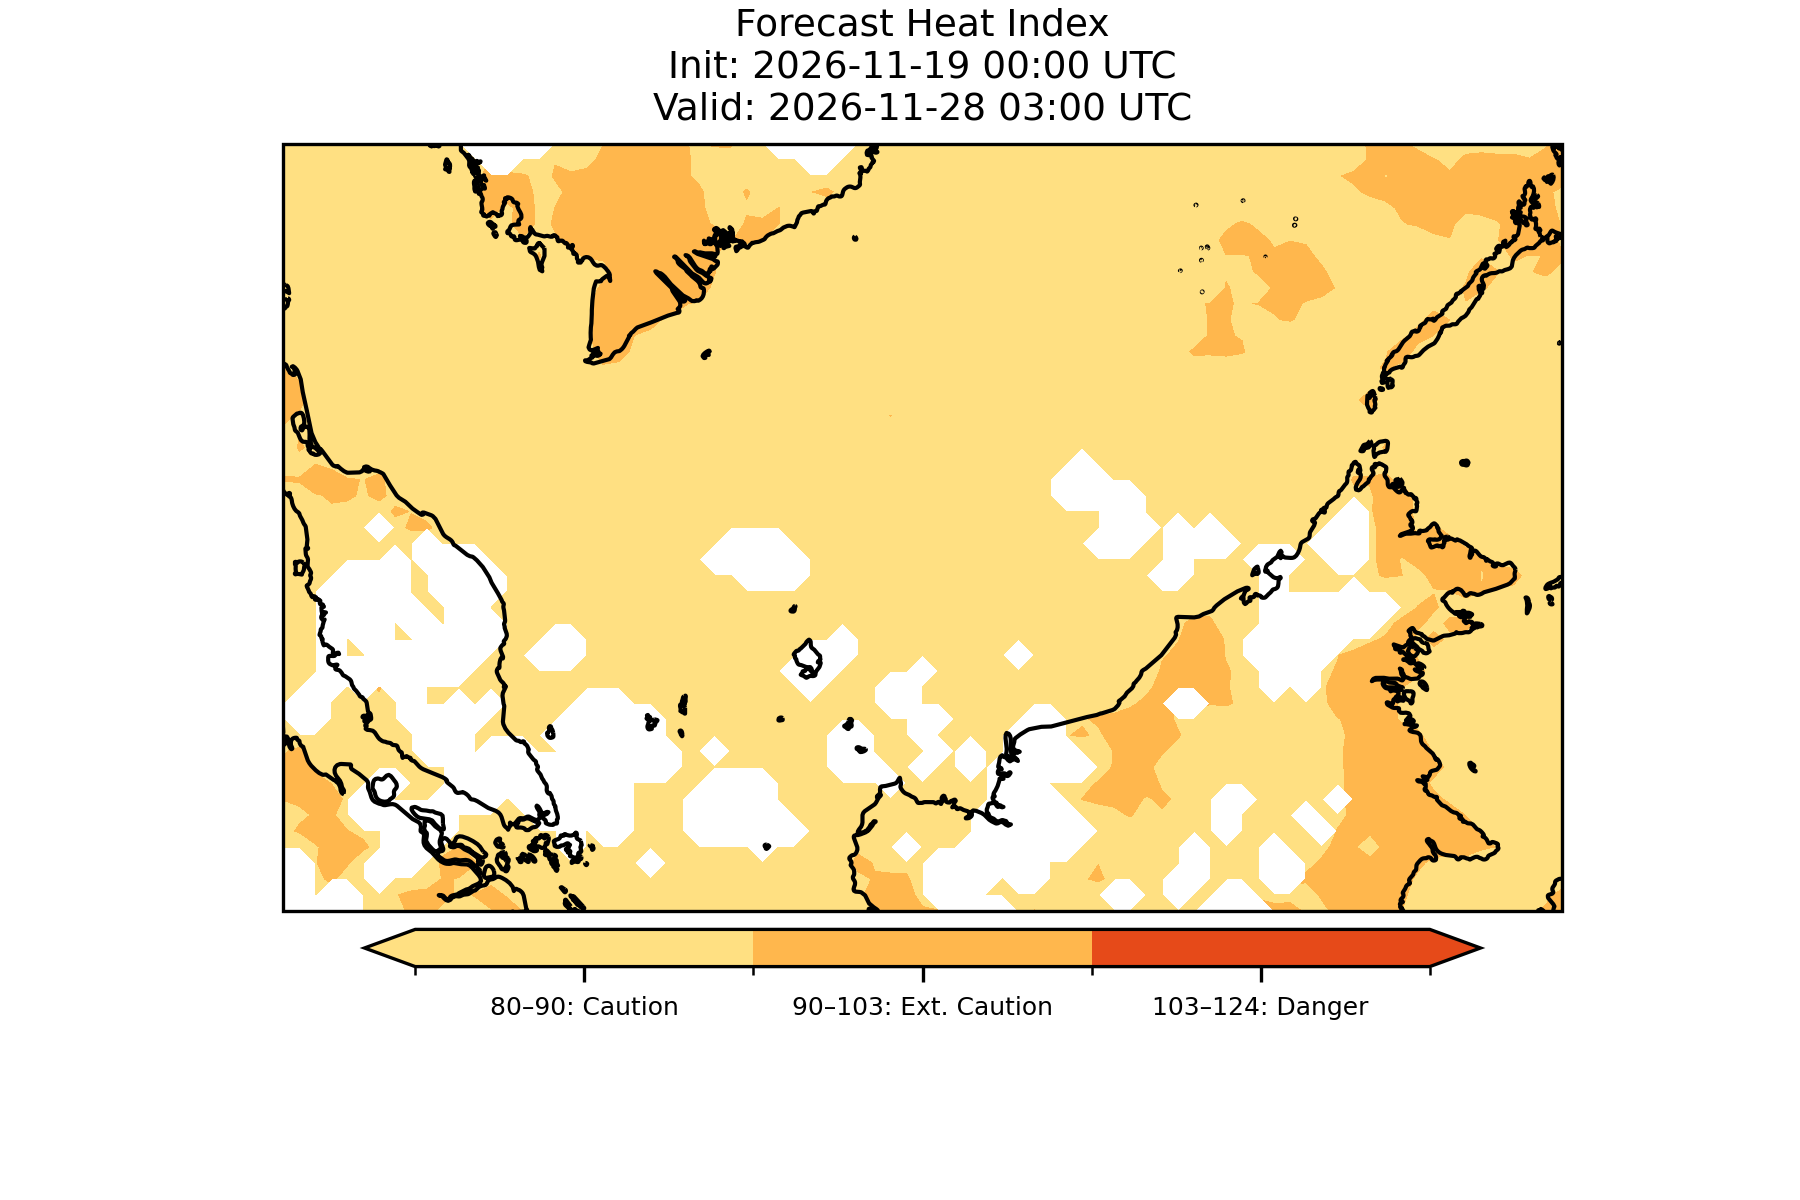 Forecast Heat Index
Init: 2026-11-19 00:00 UTC
Valid: 2026-11-28 03:00 UTC
80–90: Caution
90–103: Ext. Caution
103–124: Danger